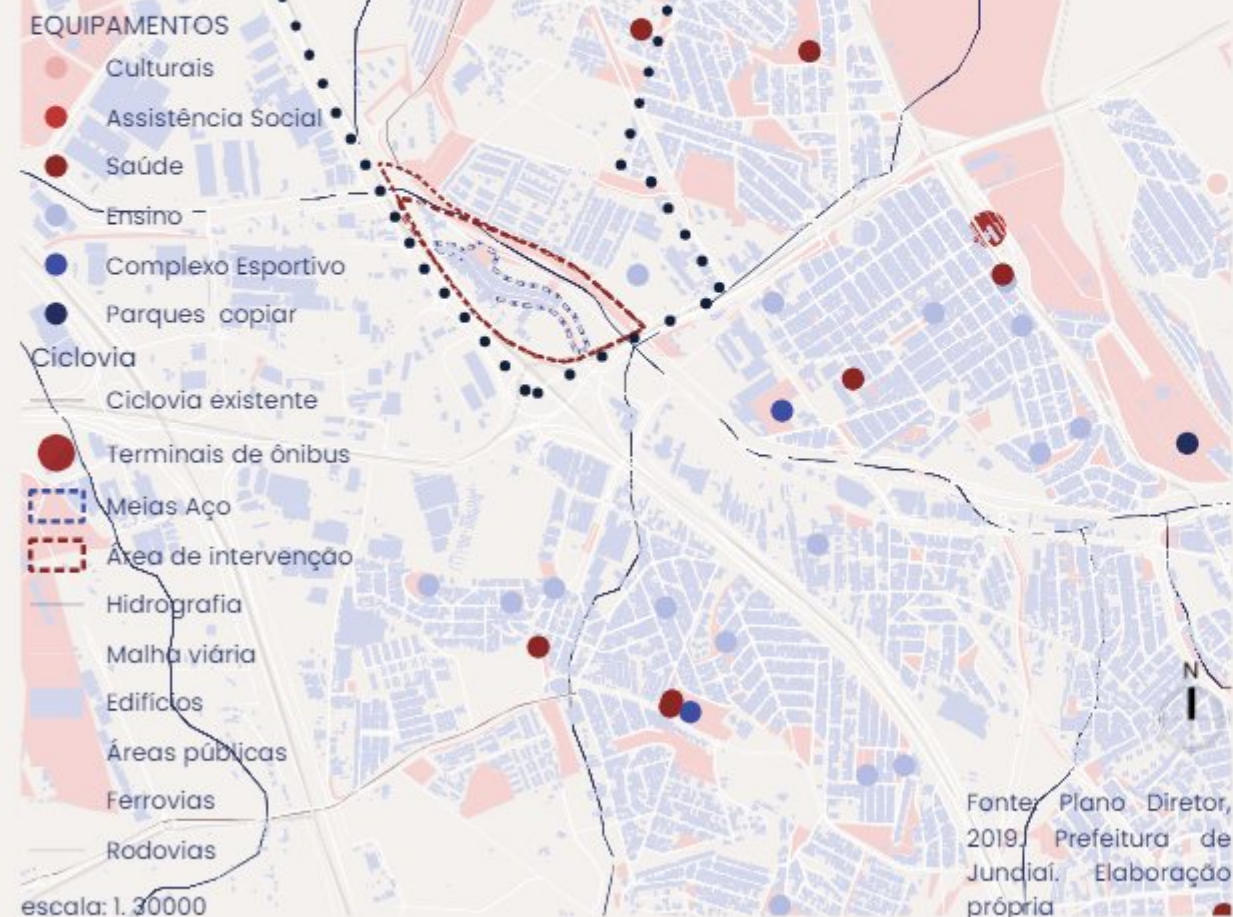 EQUIPAMENTOS
Culturais
Assistência Social
Saúde
Ensino
Complexo Esportivo
Parques copiar
Ciclovia
Ciclovia existente
Terminais de ônibus
Meias Aço
Área de intervenção
Hidrografia
Malha viária
Edifícios
Áreas públicas
Ferrovias
Rodovias
escala: 1. 30000
N
Fonte: Plano Diretor,
2019. Prefeitura de
Jundiaí. Elaboração
própria